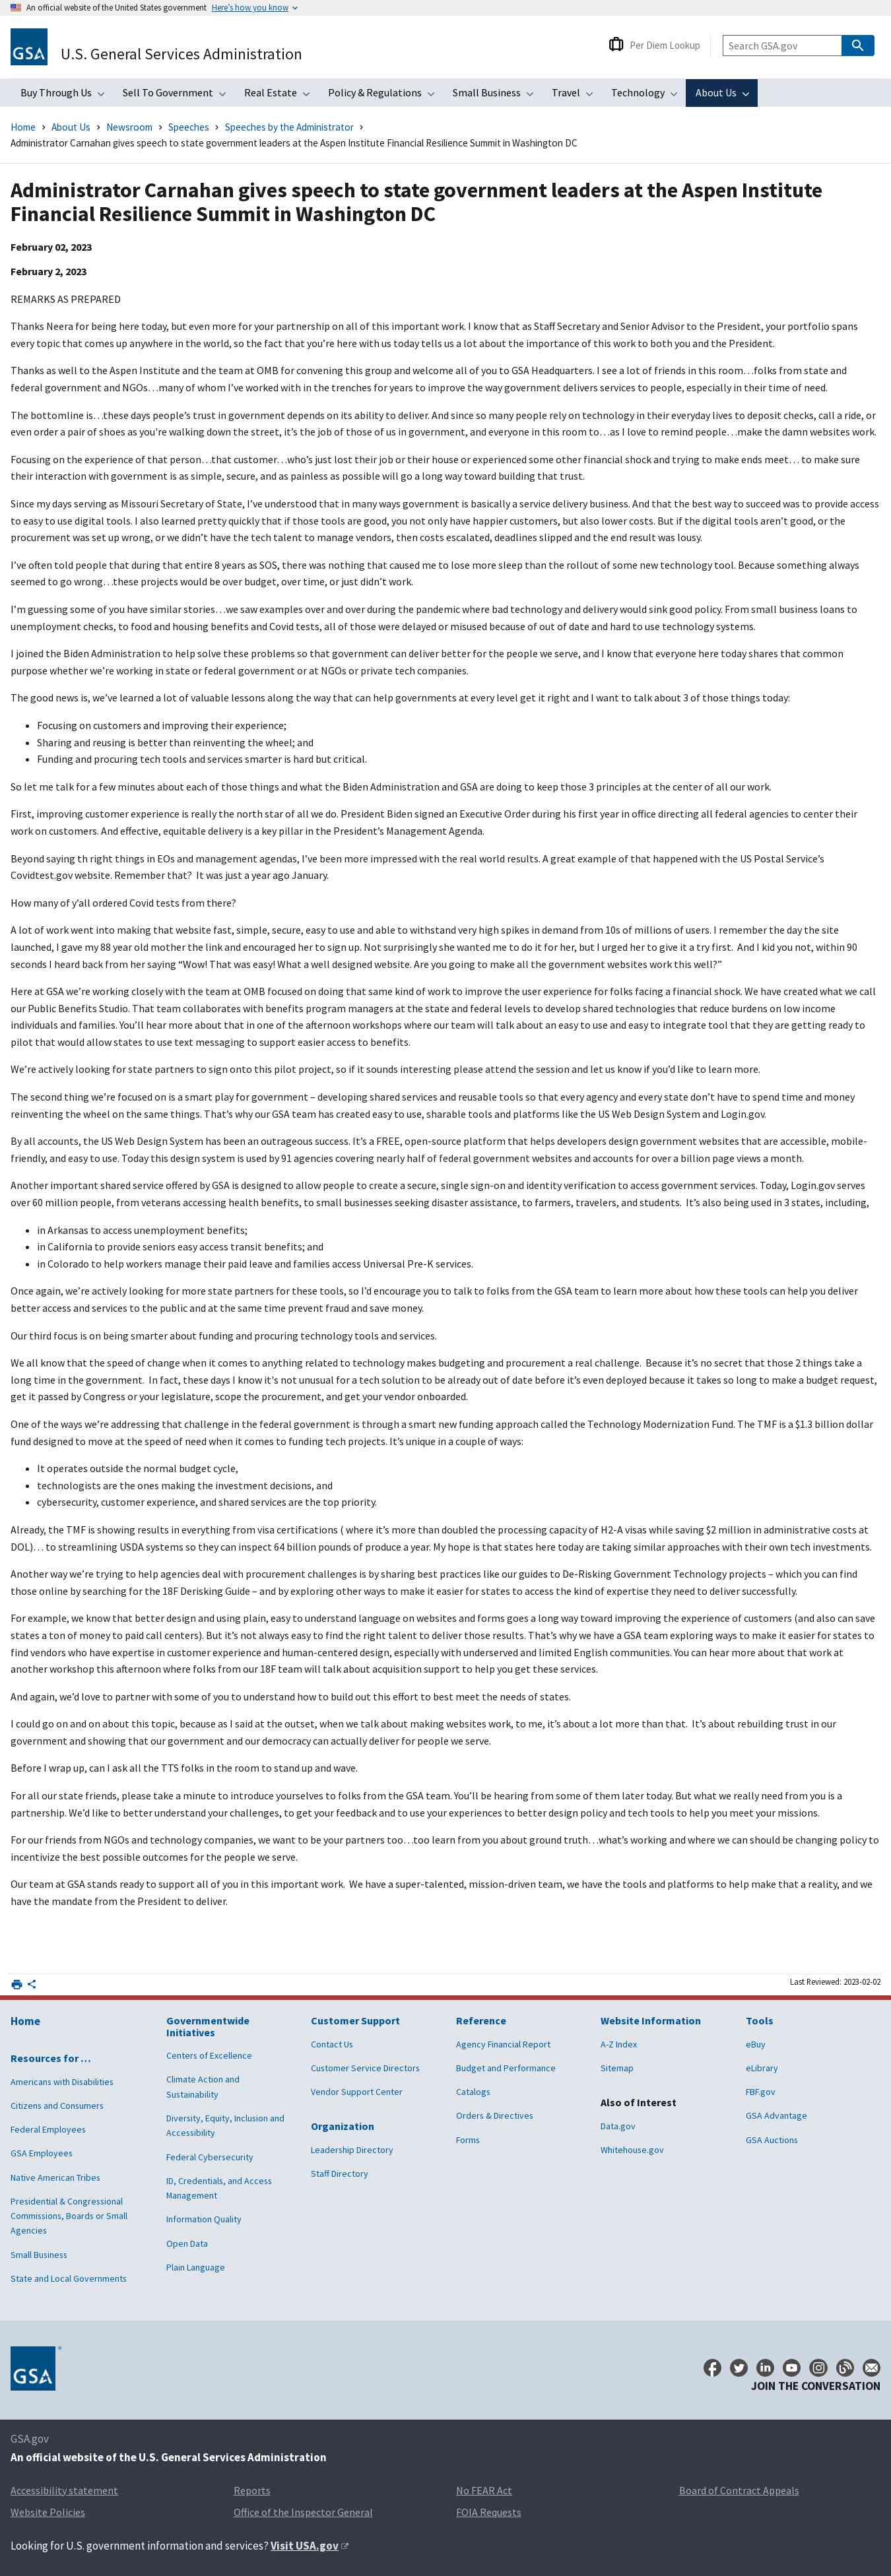 An official website of the United States government Here's how you know
GSA
U.S. General Services Administration
Per Diem Lookup
Search GSA.gov
Buy Through Us Sell To Government Real Estate Policy & Regulations Small Business Travel Technology About Us
Home › About Us › Newsroom › Speeches › Speeches by the Administrator ›
Administrator Carnahan gives speech to state government leaders at the Aspen Institute Financial Resilience Summit in Washington DC
Administrator Carnahan gives speech to state government leaders at the Aspen Institute
Financial Resilience Summit in Washington DC
February 02, 2023
February 2, 2023
REMARKS AS PREPARED
Thanks Neera for being here today, but even more for your partnership on all of this important work. I know that as Staff Secretary and Senior Advisor to the President, your portfolio spans
every topic that comes up anywhere in the world, so the fact that you're here with us today tells us a lot about the importance of this work to both you and the President.
Thanks as well to the Aspen Institute and the team at OMB for convening this group and welcome all of you to GSA Headquarters. I see a lot of friends in this room…folks from state and
federal government and NGOs…many of whom I've worked with in the trenches for years to improve the way government delivers services to people, especially in their time of need.
The bottomline is…these days people's trust in government depends on its ability to deliver. And since so many people rely on technology in their everyday lives to deposit checks, call a ride, or
even order a pair of shoes as you're walking down the street, it's the job of those of us in government, and everyone in this room to…as I love to remind people…make the damn websites work.
Focusing on the experience of that person…that customer…who's just lost their job or their house or experienced some other financial shock and trying to make ends meet… to make sure
their interaction with government is as simple, secure, and as painless as possible will go a long way toward building that trust.
Since my days serving as Missouri Secretary of State, I've understood that in many ways government is basically a service delivery business. And that the best way to succeed was to provide access
to easy to use digital tools. I also learned pretty quickly that if those tools are good, you not only have happier customers, but also lower costs. But if the digital tools aren't good, or the
procurement was set up wrong, or we didn't have the tech talent to manage vendors, then costs escalated, deadlines slipped and the end result was lousy.
I've often told people that during that entire 8 years as SOS, there was nothing that caused me to lose more sleep than the rollout of some new technology tool. Because something always
seemed to go wrong…these projects would be over budget, over time, or just didn't work.
I'm guessing some of you have similar stories…we saw examples over and over during the pandemic where bad technology and delivery would sink good policy. From small business loans to
unemployment checks, to food and housing benefits and Covid tests, all of those were delayed or misused because of out of date and hard to use technology systems.
I joined the Biden Administration to help solve these problems so that government can deliver better for the people we serve, and I know that everyone here today shares that common
purpose whether we're working in state or federal government or at NGOs or private tech companies.
The good news is, we've learned a lot of valuable lessons along the way that can help governments at every level get it right and I want to talk about 3 of those things today:
• Focusing on customers and improving their experience;
• Sharing and reusing is better than reinventing the wheel; and
• Funding and procuring tech tools and services smarter is hard but critical.
So let me talk for a few minutes about each of those things and what the Biden Administration and GSA are doing to keep those 3 principles at the center of all our work.
First, improving customer experience is really the north star of all we do. President Biden signed an Executive Order during his first year in office directing all federal agencies to center their
work on customers. And effective, equitable delivery is a key pillar in the President's Management Agenda.
Beyond saying th right things in EOs and management agendas, I've been more impressed with the real world results. A great example of that happened with the US Postal Service's
Covidtest.gov website. Remember that? It was just a year ago January.
How many of y'all ordered Covid tests from there?
A lot of work went into making that website fast, simple, secure, easy to use and able to withstand very high spikes in demand from 10s of millions of users. I remember the day the site
launched, I gave my 88 year old mother the link and encouraged her to sign up. Not surprisingly she wanted me to do it for her, but I urged her to give it a try first. And I kid you not, within 90
seconds I heard back from her saying "Wow! That was easy! What a well designed website. Are you going to make all the government websites work this well?"
Here at GSA we're working closely with the team at OMB focused on doing that same kind of work to improve the user experience for folks facing a financial shock. We have created what we call
our Public Benefits Studio. That team collaborates with benefits program managers at the state and federal levels to develop shared technologies that reduce burdens on low income
individuals and families. You'll hear more about that in one of the afternoon workshops where our team will talk about an easy to use and easy to integrate tool that they are getting ready to
pilot that would allow states to use text messaging to support easier access to benefits.
We're actively looking for state partners to sign onto this pilot project, so if it sounds interesting please attend the session and let us know if you'd like to learn more.
The second thing we're focused on is a smart play for government – developing shared services and reusable tools so that every agency and every state don't have to spend time and money
reinventing the wheel on the same things. That's why our GSA team has created easy to use, sharable tools and platforms like the US Web Design System and Login.gov.
By all accounts, the US Web Design System has been an outrageous success. It's a FREE, open-source platform that helps developers design government websites that are accessible, mobile-
friendly, and easy to use. Today this design system is used by 91 agencies covering nearly half of federal government websites and accounts for over a billion page views a month.
Another important shared service offered by GSA is designed to allow people to create a secure, single sign-on and identity verification to access government services. Today, Login.gov serves
over 60 million people, from veterans accessing health benefits, to small businesses seeking disaster assistance, to farmers, travelers, and students. It's also being used in 3 states, including,
• in Arkansas to access unemployment benefits;
• in California to provide seniors easy access transit benefits; and
• in Colorado to help workers manage their paid leave and families access Universal Pre-K services.
Once again, we're actively looking for more state partners for these tools, so I'd encourage you to talk to folks from the GSA team to learn more about how these tools can help you deliver
better access and services to the public and at the same time prevent fraud and save money.
Our third focus is on being smarter about funding and procuring technology tools and services.
We all know that the speed of change when it comes to anything related to technology makes budgeting and procurement a real challenge. Because it's no secret that those 2 things take a
long time in the government. In fact, these days I know it's not unusual for a tech solution to be already out of date before it's even deployed because it takes so long to make a budget request,
get it passed by Congress or your legislature, scope the procurement, and get your vendor onboarded.
One of the ways we're addressing that challenge in the federal government is through a smart new funding approach called the Technology Modernization Fund. The TMF is a $1.3 billion dollar
fund designed to move at the speed of need when it comes to funding tech projects. It's unique in a couple of ways:
• It operates outside the normal budget cycle,
• technologists are the ones making the investment decisions, and
• cybersecurity, customer experience, and shared services are the top priority.
Already, the TMF is showing results in everything from visa certifications ( where it's more than doubled the processing capacity of H2-A visas while saving $2 million in administrative costs at
DOL)… to streamlining USDA systems so they can inspect 64 billion pounds of produce a year. My hope is that states here today are taking similar approaches with their own tech investments.
Another way we're trying to help agencies deal with procurement challenges is by sharing best practices like our guides to De-Risking Government Technology projects – which you can find
those online by searching for the 18F Derisking Guide – and by exploring other ways to make it easier for states to access the kind of expertise they need to deliver successfully.
For example, we know that better design and using plain, easy to understand language on websites and forms goes a long way toward improving the experience of customers (and also can save
states a ton of money to paid call centers). But it's not always easy to find the right talent to deliver those results. That's why we have a GSA team exploring ways to make it easier for states to
find vendors who have expertise in customer experience and human-centered design, especially with underserved and limited English communities. You can hear more about that work at
another workshop this afternoon where folks from our 18F team will talk about acquisition support to help you get these services.
And again, we'd love to partner with some of you to understand how to build out this effort to best meet the needs of states.
I could go on and on about this topic, because as I said at the outset, when we talk about making websites work, to me, it's about a lot more than that. It's about rebuilding trust in our
government and showing that government and our democracy can actually deliver for people we serve.
Before I wrap up, can I ask all the TTS folks in the room to stand up and wave.
For all our state friends, please take a minute to introduce yourselves to folks from the GSA team. You'll be hearing from some of them later today. But what we really need from you is a
partnership. We'd like to better understand your challenges, to get your feedback and to use your experiences to better design policy and tech tools to help you meet your missions.
For our friends from NGOs and technology companies, we want to be your partners too…too learn from you about ground truth…what's working and where we can should be changing policy to
incentivize the best possible outcomes for the people we serve.
Our team at GSA stands ready to support all of you in this important work. We have a super-talented, mission-driven team, we have the tools and platforms to help make that a reality, and we
have the mandate from the President to deliver.
Last Reviewed: 2023-02-02
Home
Resources for …
Americans with Disabilities
Citizens and Consumers
Federal Employees
GSA Employees
Native American Tribes
Presidential & Congressional
Commissions, Boards or Small
Agencies
Small Business
State and Local Governments
Governmentwide
Initiatives
Centers of Excellence
Climate Action and
Sustainability
Diversity, Equity, Inclusion and
Accessibility
Federal Cybersecurity
ID, Credentials, and Access
Management
Information Quality
Open Data
Plain Language
Customer Support
Contact Us
Customer Service Directors
Vendor Support Center
Organization
Leadership Directory
Staff Directory
Reference
Agency Financial Report
Budget and Performance
Catalogs
Orders & Directives
Forms
Website Information
A-Z Index
Sitemap
Also of Interest
Data.gov
Whitehouse.gov
Tools
eBuy
eLibrary
FBF.gov
GSA Advantage
GSA Auctions
GSA
JOIN THE CONVERSATION
GSA.gov
An official website of the U.S. General Services Administration
Accessibility statement Reports No FEAR Act Board of Contract Appeals
Website Policies Office of the Inspector General FOIA Requests
Looking for U.S. government information and services? Visit USA.gov